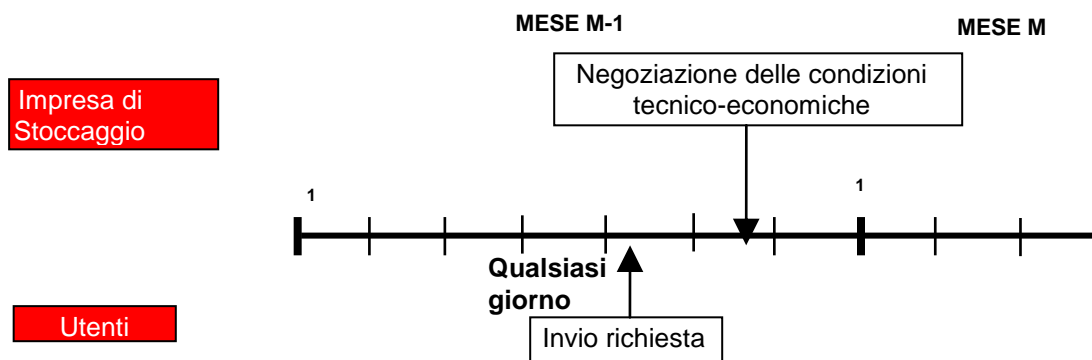 MESE M-1
MESE M
Negoziazione delle condizioni
tecnico-economiche
Impresa di
Stoccaggio
1
1
Qualsiasi
giorno
Utenti
Invio richiesta